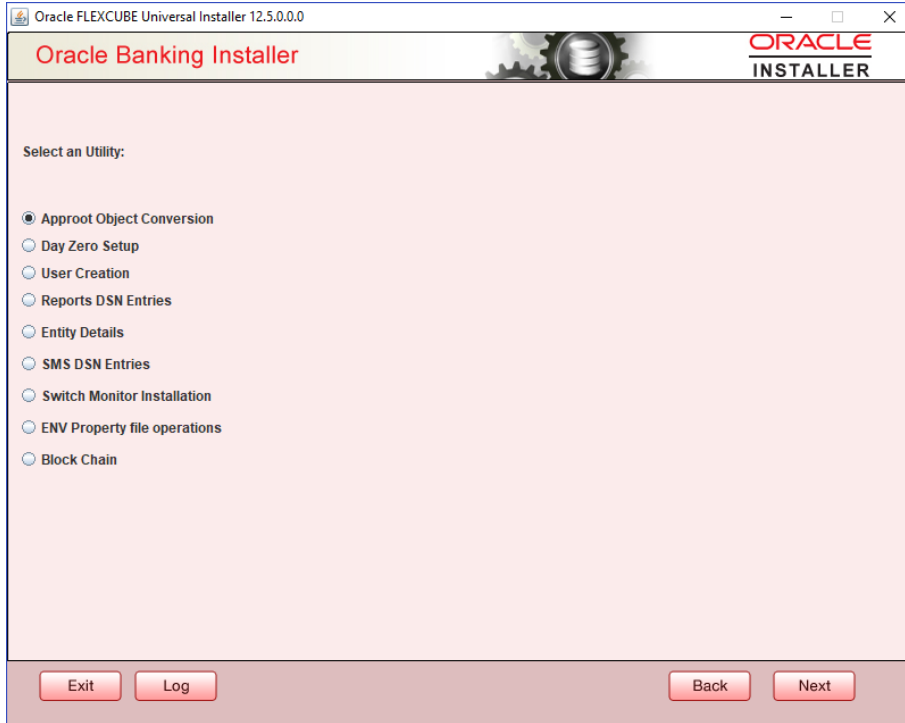 Oracle FLEXCUBE Universal Installer 12.5.0.0.0
Oracle Banking Installer
ORACLE
INSTALLER
Select an Utility:
Approot Object Conversion
Day Zero Setup
User Creation
Reports DSN Entries
Entity Details
SMS DSN Entries
Switch Monitor Installation
ENV Property file operations
Block Chain
Exit
Log
Back
Next